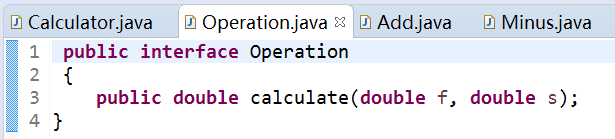 Calculator.java Operation.java Add.java Minus.java
1 public interface Operation
2 {
3 public double calculate(double f, double s);
4 }